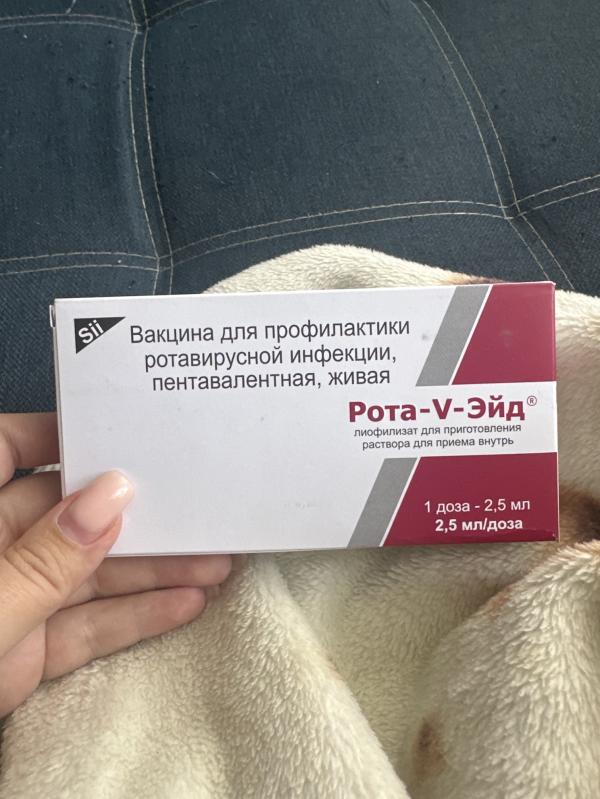 Sii
Вакцина для профилактики
ротавирусной инфекции,
пентавалентная, живая
Рота-V-Эйд®
лиофилизат для приготовления
раствора для приема внутрь
1 доза - 2,5 мл
2,5 мл/доза